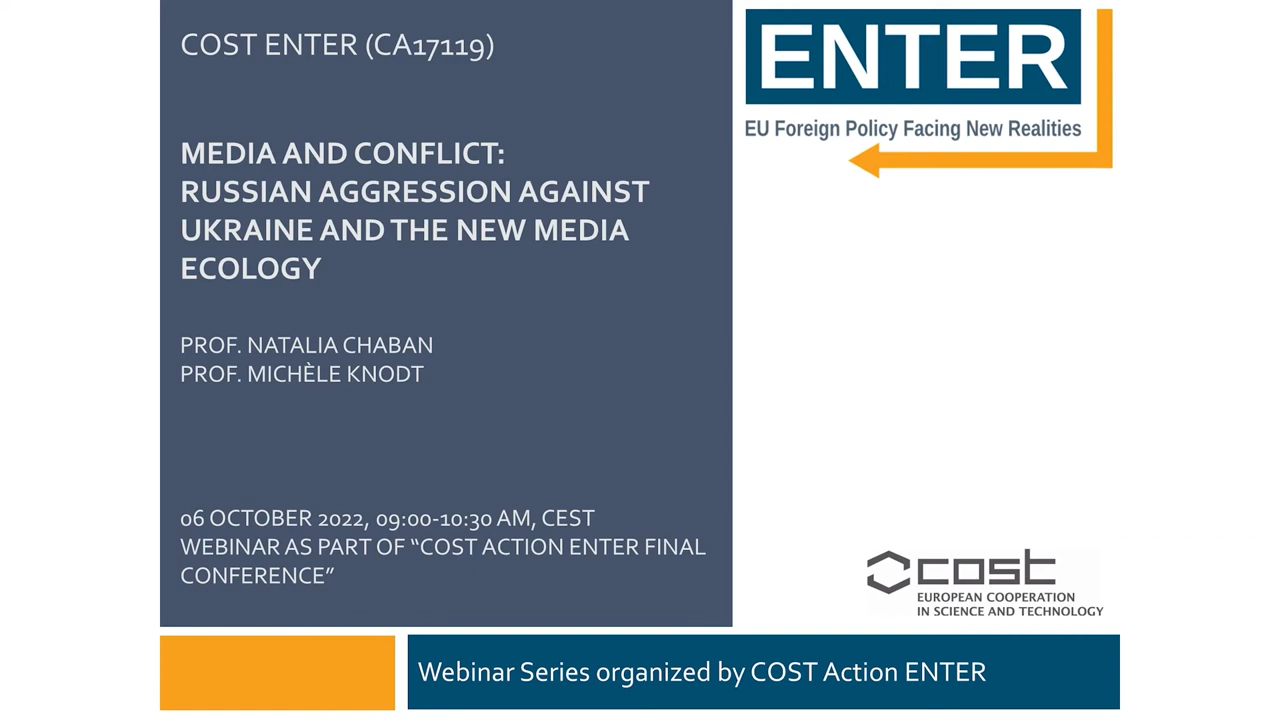 COST ENTER (CA17119)
MEDIA AND CONFLICT:
RUSSIAN AGGRESSION AGAINST
UKRAINE AND THE NEW MEDIA
ECOLOGY
PROF. NATALIA CHABAN
PROF. MICHÈLE KNODT
06 OCTOBER 2022, 09:00-10:30 AM, CEST
WEBINAR AS PART OF “COST ACTION ENTER FINAL
CONFERENCE”
ENTER
EU Foreign Policy Facing New Realities
cost
EUROPEAN COOPERATION
IN SCIENCE AND TECHNOLOGY
Webinar Series organized by COST Action ENTER